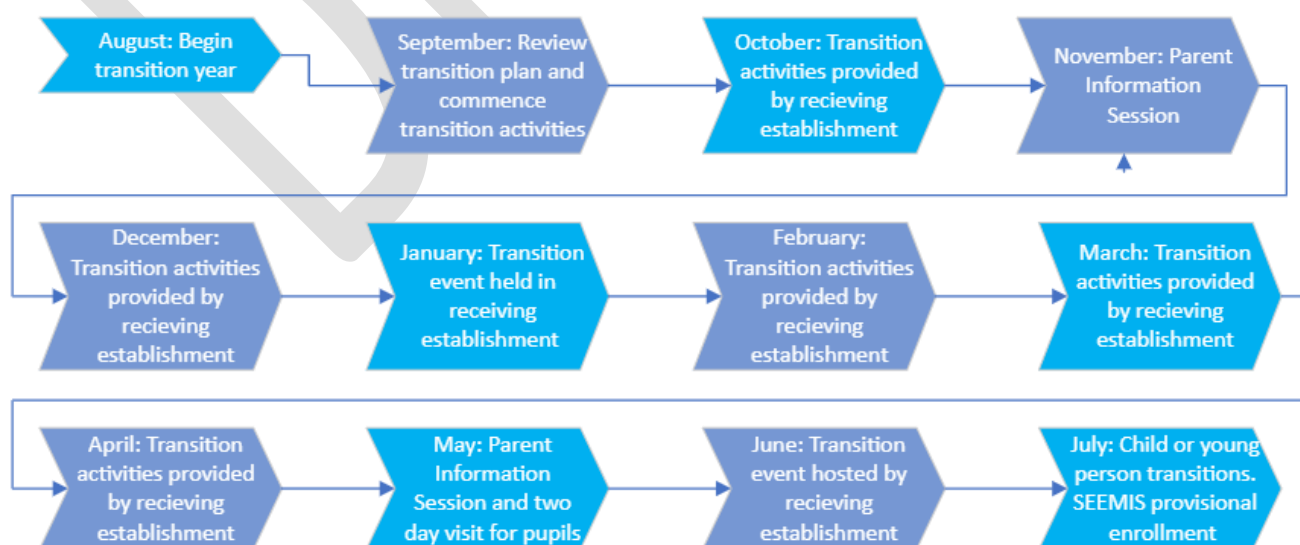 August: Begin
transition year
September: Review
transition plan and
commence
transition activities
October: Transition
activities provided
by recieving
establishment
November: Parent
Information
Session
December:
Transition activities
provided by
recieving
establishment
January: Transition
event held in
receiving
establishment
February:
Transition activities
provided by
recieving
establishment
March: Transition
activities provided
by recieving
establishment
April: Transition
activities provided
by recieving
establishment
May: Parent
Information
Session and two
day visit for pupils
June: Transition
event hosted by
recieving
establishment
July: Child or young
person transitions.
SEEMIS provisional
enrollment